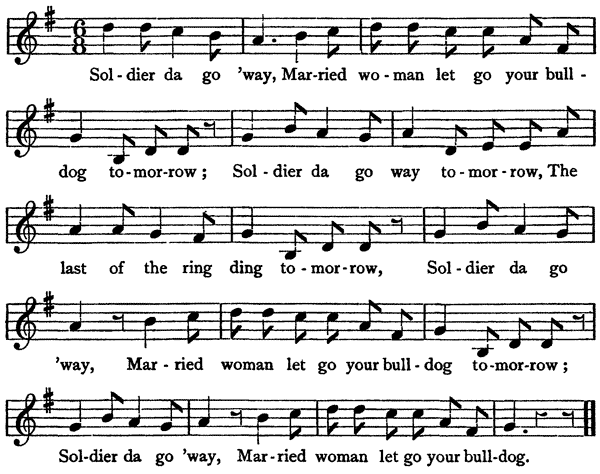 6
8
Sol - dier da go 'way, Mar - ried wo - man let go your bull -
dog to - mor - row ; Sol - dier da go way to - mor - row, The
last of the ring ding to - mor - row, Sol - dier da go
'way, Mar - ried woman let go your bull - dog to - mor - row ;
Sol - dier da go 'way, Mar - ried woman let go your bull - dog.